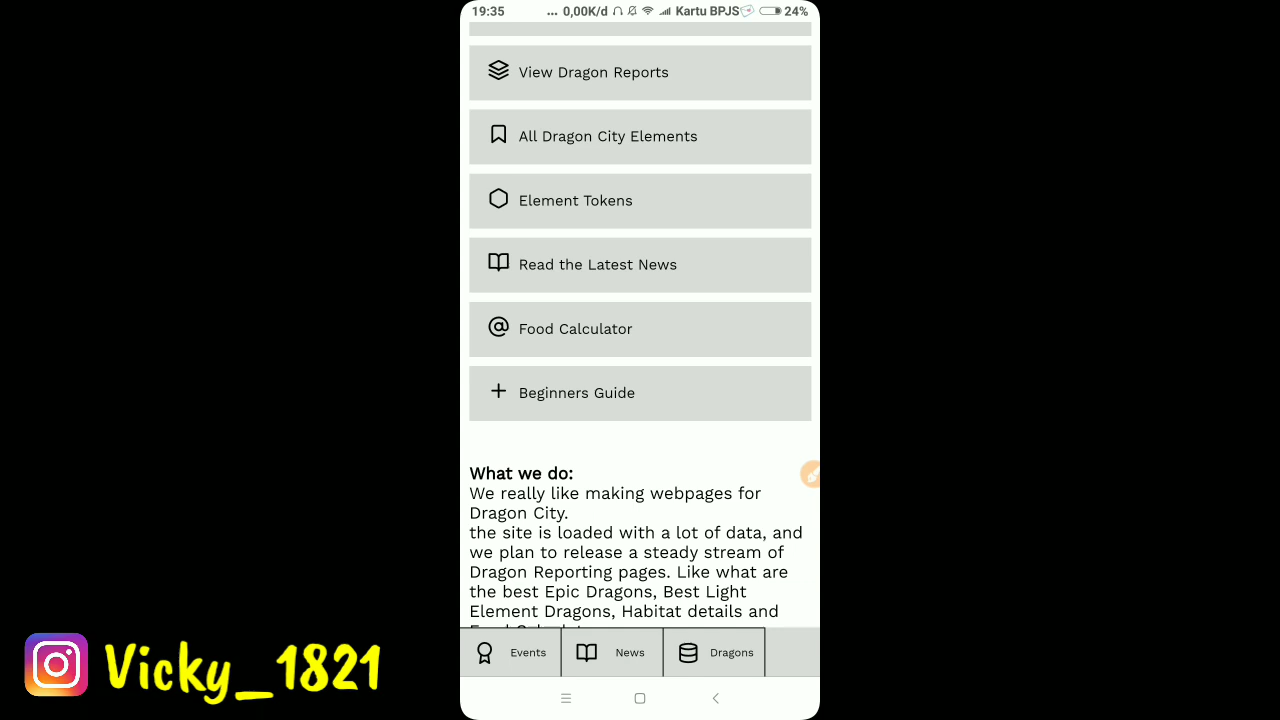 19:35 ... 0,00K/d Kartu BPJS 24%
View Dragon Reports
All Dragon City Elements
Element Tokens
Read the Latest News
Food Calculator
Beginners Guide
What we do:
We really like making webpages for
Dragon City.
the site is loaded with a lot of data, and
we plan to release a steady stream of
Dragon Reporting pages. Like what are
the best Epic Dragons, Best Light
Element Dragons, Habitat details and
Events News Dragons
Vicky_1821